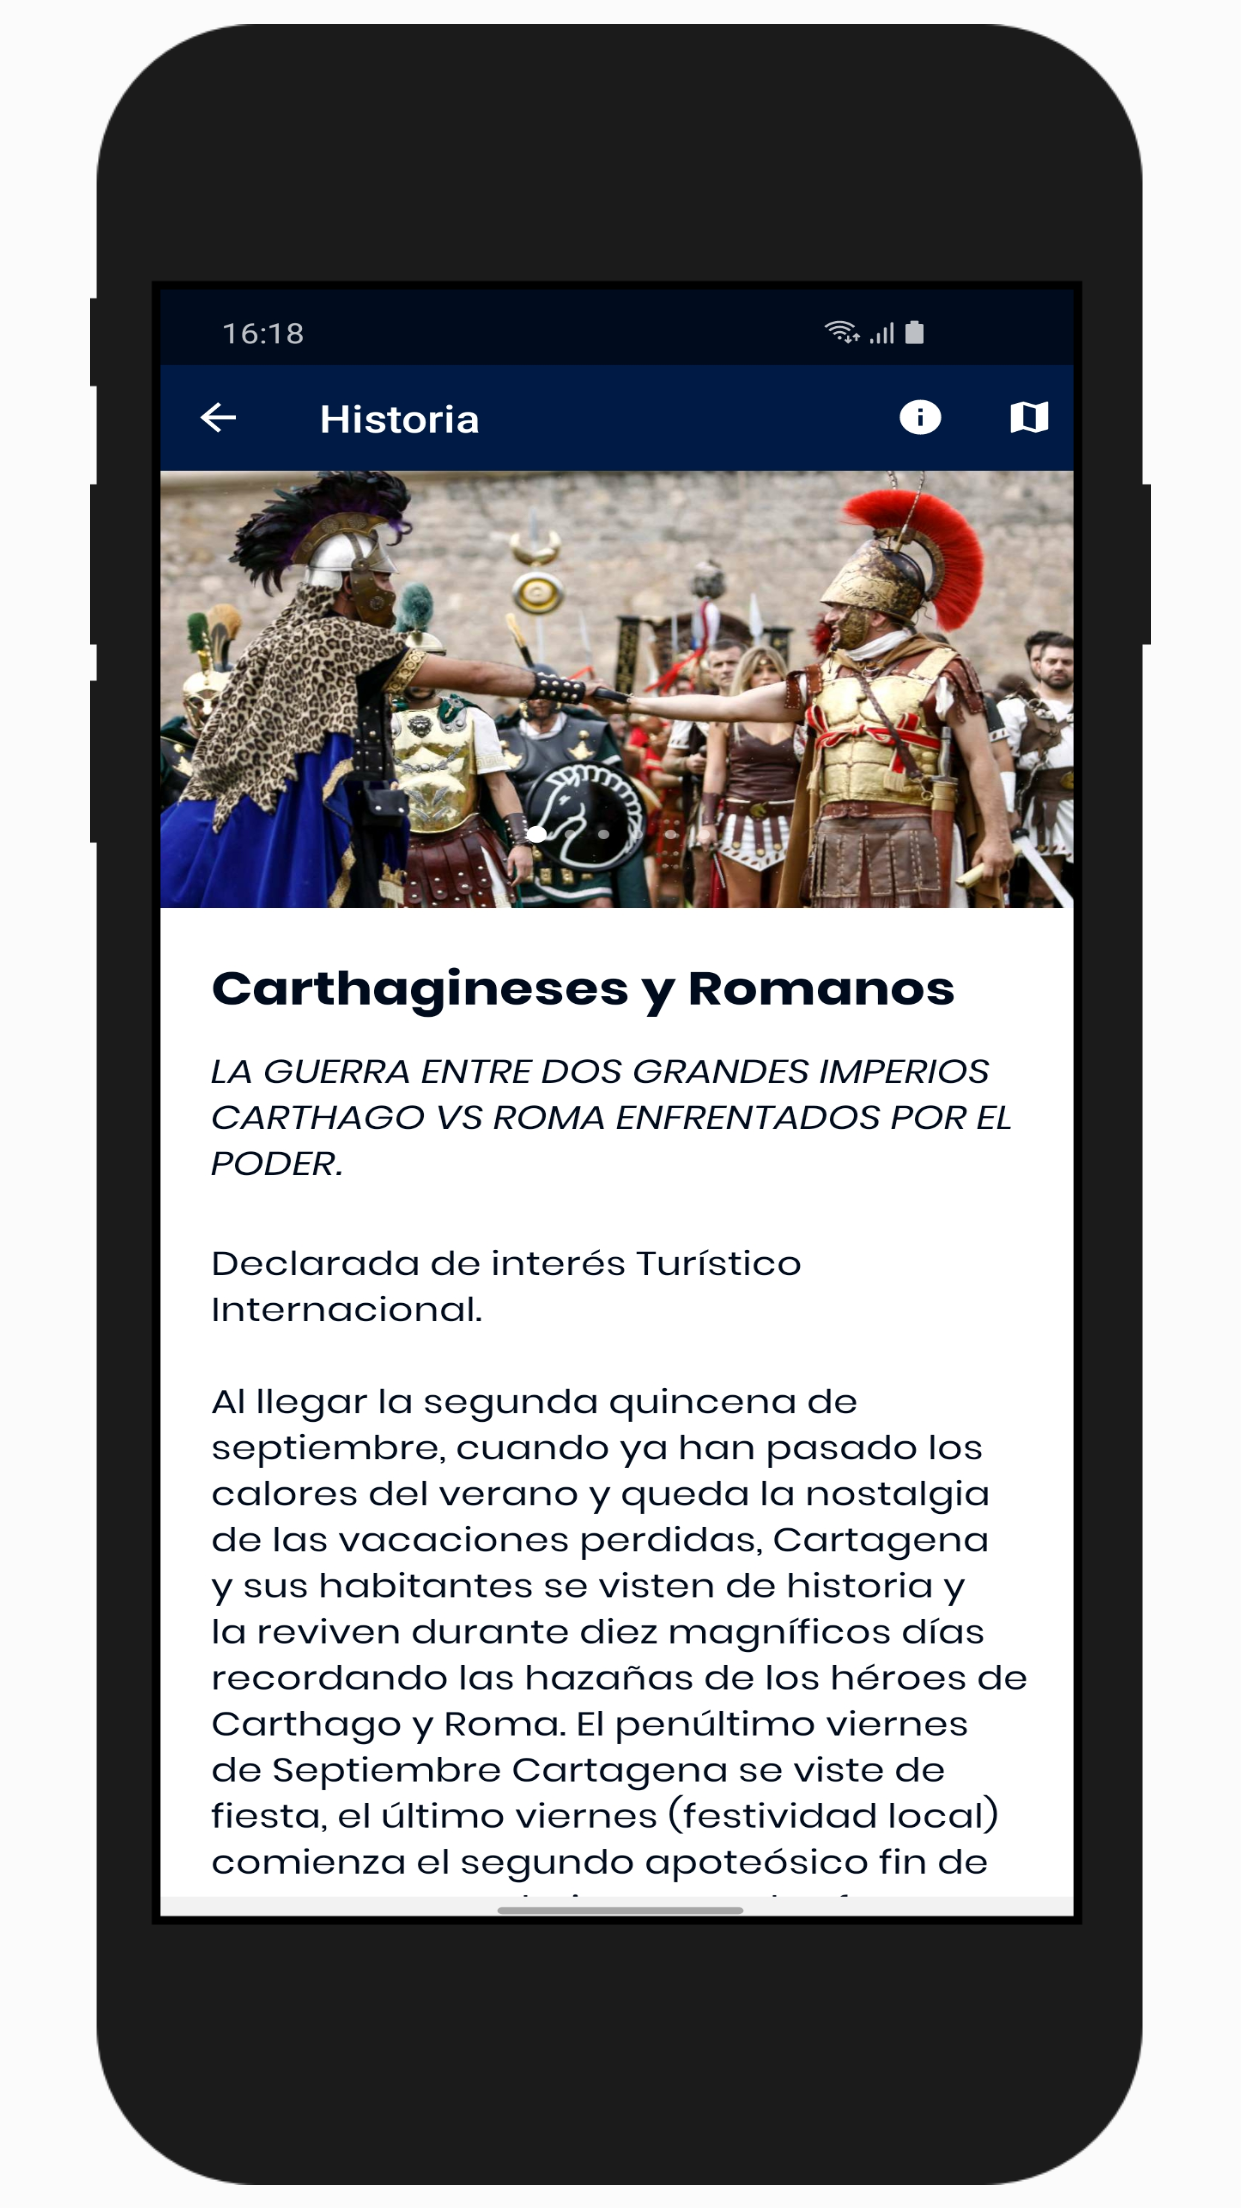 16:18
Historia
Carthagineses y Romanos
LA GUERRA ENTRE DOS GRANDES IMPERIOS
CARTHAGO VS ROMA ENFRENTADOS POR EL
PODER.
Declarada de interés Turístico
Internacional.
Al llegar la segunda quincena de
septiembre, cuando ya han pasado los
calores del verano y queda la nostalgia
de las vacaciones perdidas, Cartagena
y sus habitantes se visten de historia y
la reviven durante diez magníficos días
recordando las hazañas de los héroes de
Carthago y Roma. El penúltimo viernes
de Septiembre Cartagena se viste de
fiesta, el último viernes (festividad local)
comienza el segundo apoteósico fin de